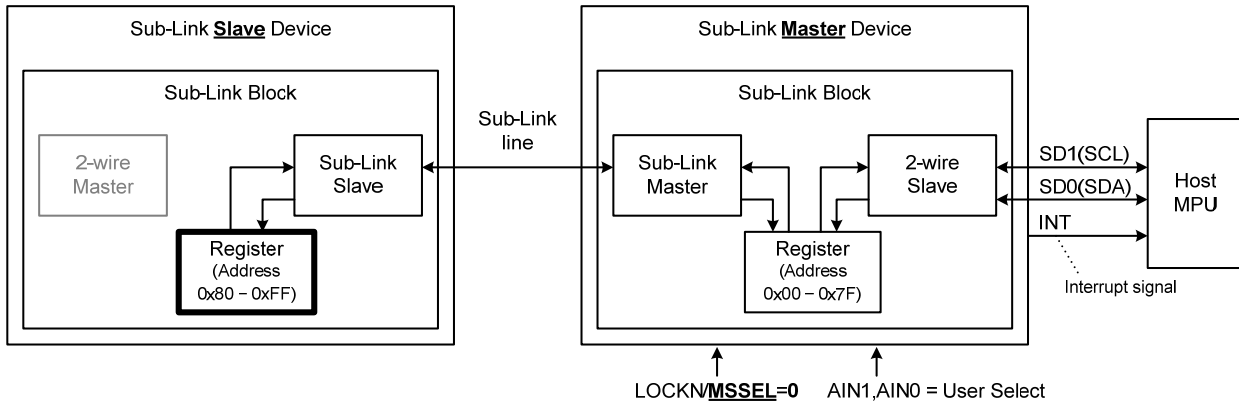 Sub-Link Slave Device
Sub-Link Block
2-wire
Master
Sub-Link
Slave
Register
(Address
0x80 – 0xFF)
Sub-Link
line
Sub-Link Master Device
Sub-Link Block
Sub-Link
Master
2-wire
Slave
Register
(Address
0x00 – 0x7F)
SD1(SCL)
SD0(SDA)
INT
Interrupt signal
Host
MPU
LOCKN/MSSEL=0
AIN1,AIN0 = User Select